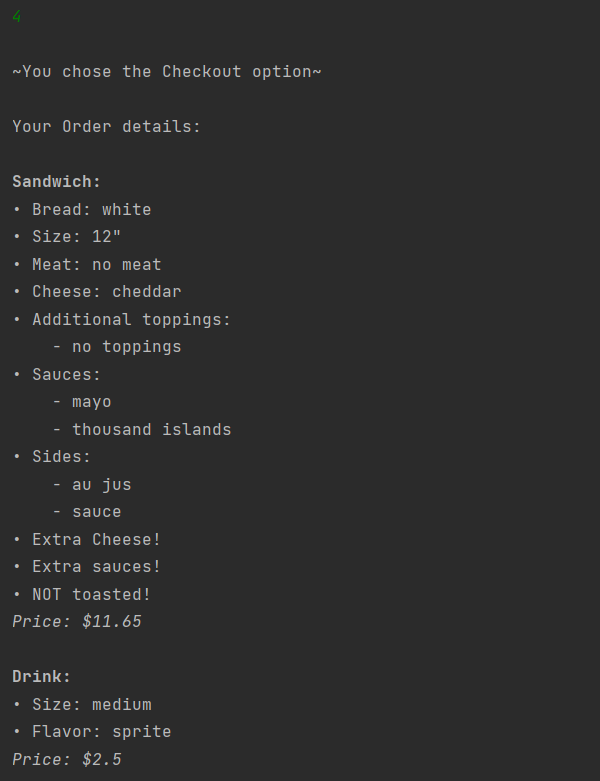 4
~You chose the Checkout option~
Your Order details:
Sandwich:
• Bread: white
• Size: 12"
• Meat: no meat
• Cheese: cheddar
• Additional toppings:
- no toppings
• Sauces:
- mayo
- thousand islands
• Sides:
- au jus
- sauce
• Extra Cheese!
• Extra sauces!
• NOT toasted!
Price: $11.65
Drink:
• Size: medium
• Flavor: sprite
Price: $2.5